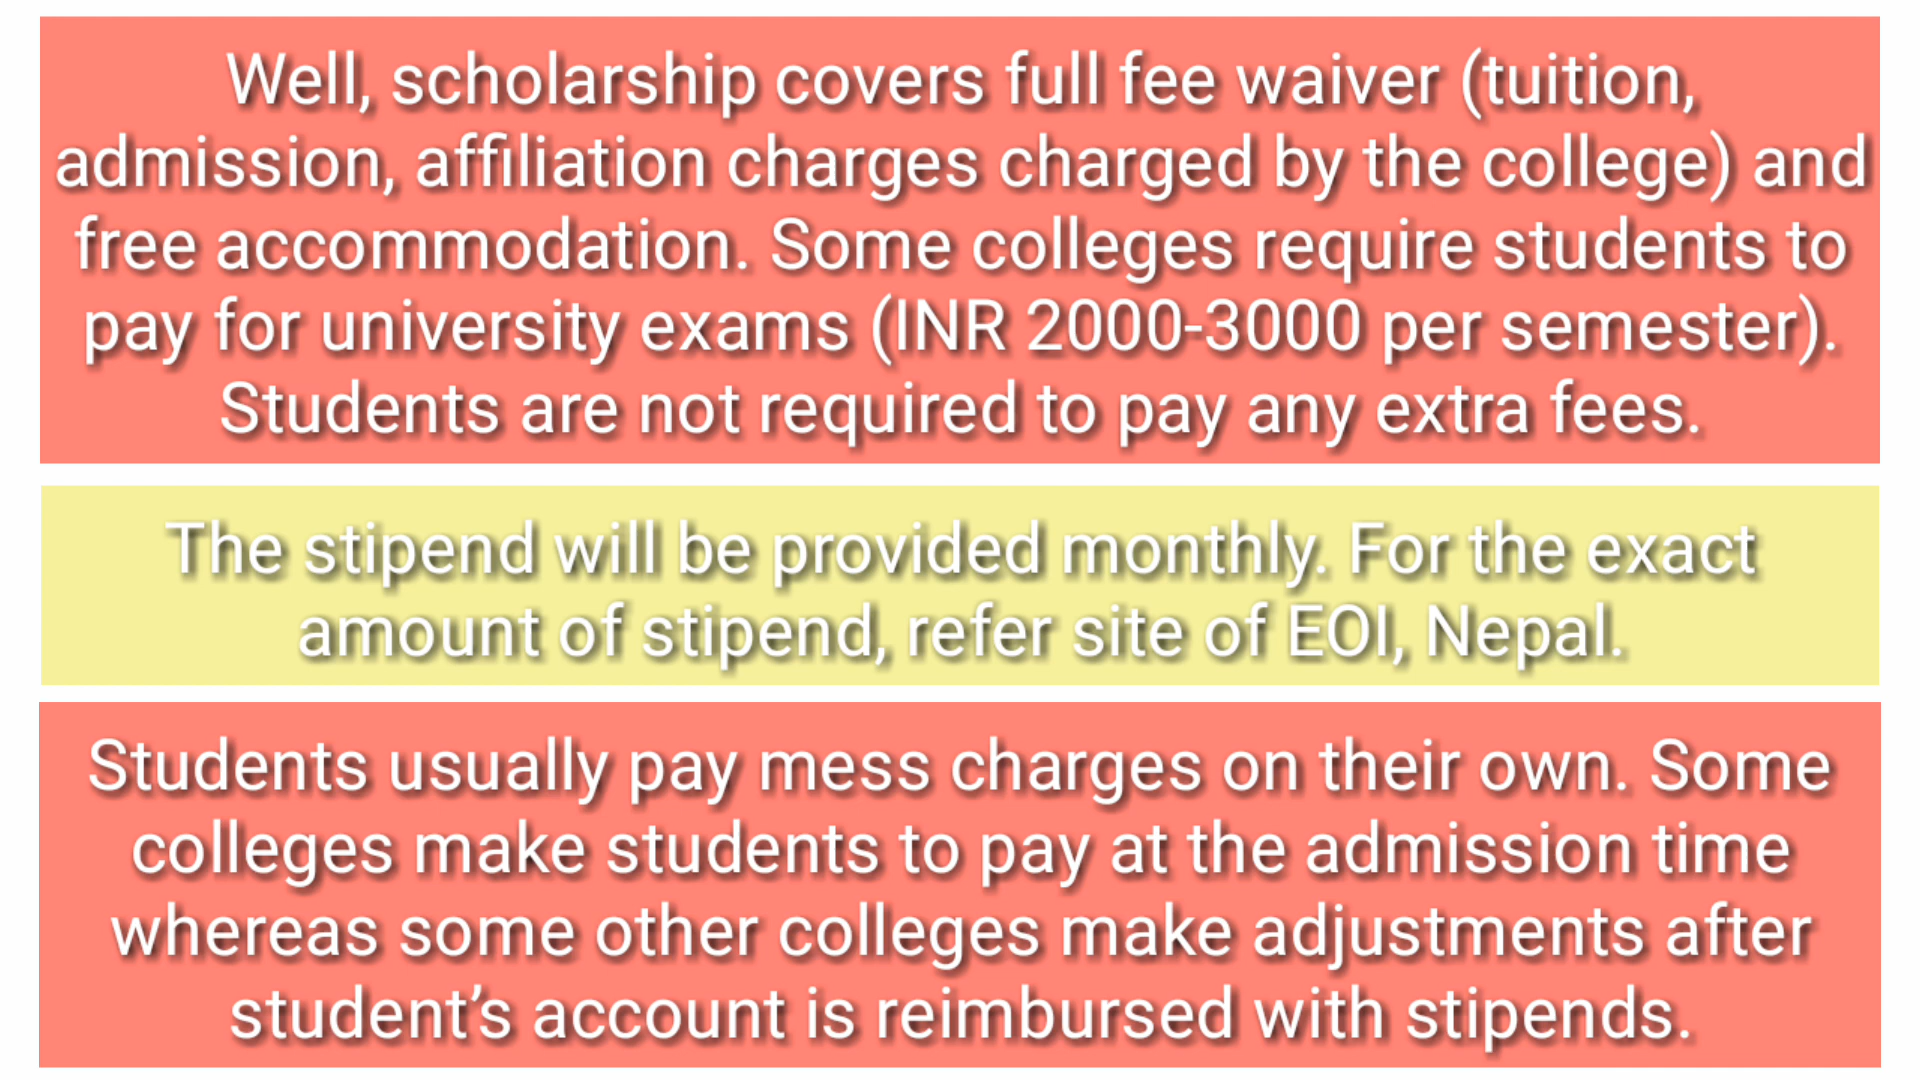 Well, scholarship covers full fee waiver (tuition,
admission, affiliation charges charged by the college) and
free accommodation. Some colleges require students to
pay for university exams (INR 2000-3000 per semester).
Students are not required to pay any extra fees.
The stipend will be provided monthly. For the exact
amount of stipend, refer site of EOI, Nepal.
Students usually pay mess charges on their own. Some
colleges make students to pay at the admission time
whereas some other colleges make adjustments after
student’s account is reimbursed with stipends.